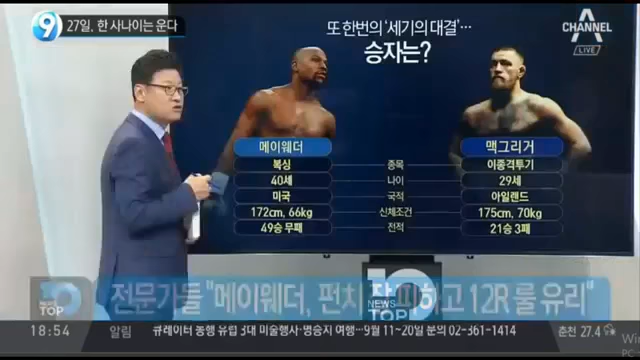 27일, 한 사나이는 운다
CHANNEL A
LIVE
또 한번의 '세기의 대결'…
승자는?
메이웨더 맥그리거
복싱 종목 이종격투기
40세 나이 29세
미국 국적 아일랜드
172cm, 66kg 신체조건 175cm, 70kg
49승 무패 전적 21승 3패
NEWS TOP 10
전문가들 "메이웨더, 펀치 하고 12R 룰 유리"
NEWS TOP 10
18:54 알림 큐레이터 동행 유럽 3대 미술행사·명승지 여행…9월 11~20일 문의 02-361-1414 춘천 27.4